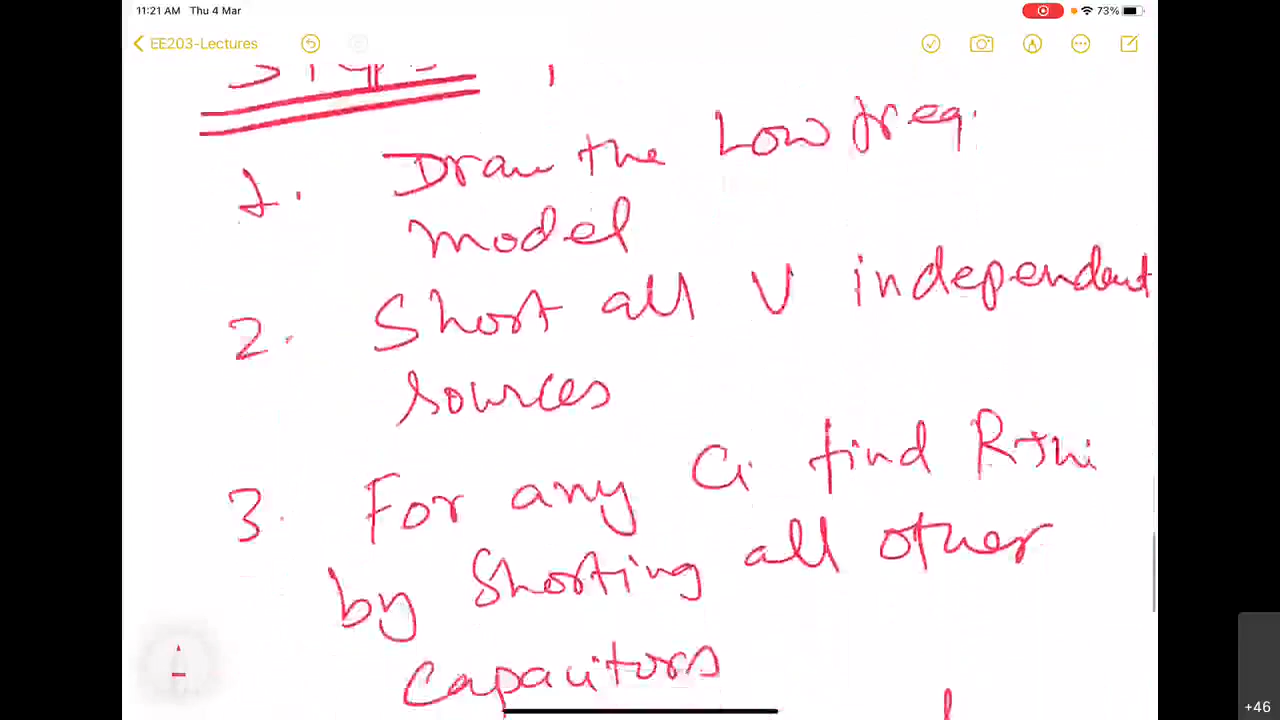 11:21 AM Thu 4 Mar
73%
EE203-Lectures
1. Draw the Low freq.
model
2. Short all V independent
sources
3. For any Ci find RThi
by Shorting all other
Capacitors
+46